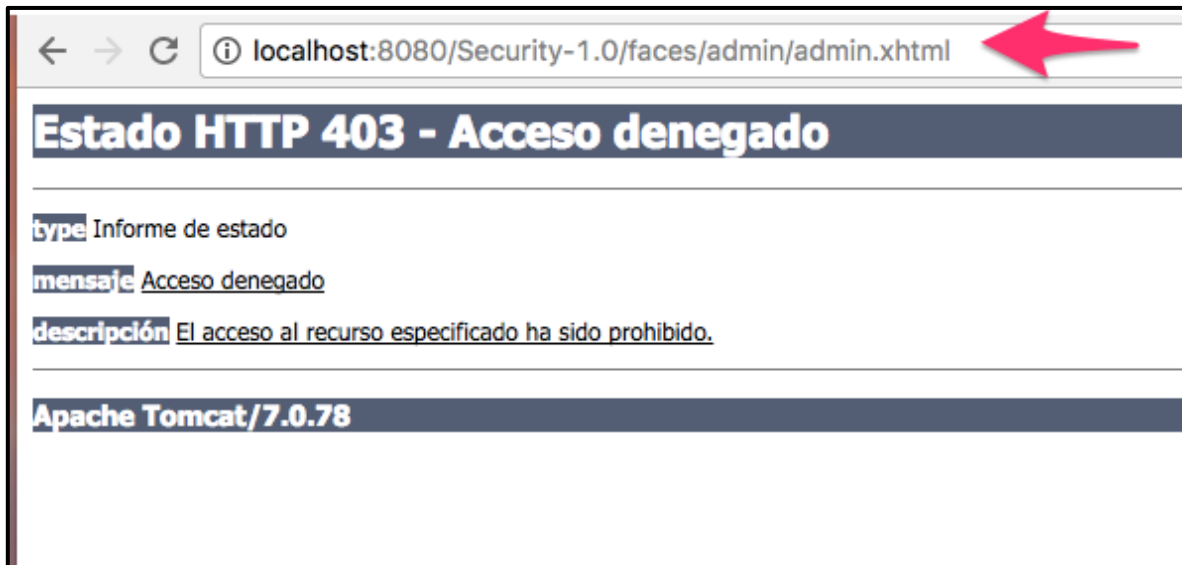 localhost:8080/Security-1.0/faces/admin/admin.xhtml
Estado HTTP 403 - Acceso denegado
type Informe de estado
mensaje Acceso denegado
descripción El acceso al recurso especificado ha sido prohibido.
Apache Tomcat/7.0.78